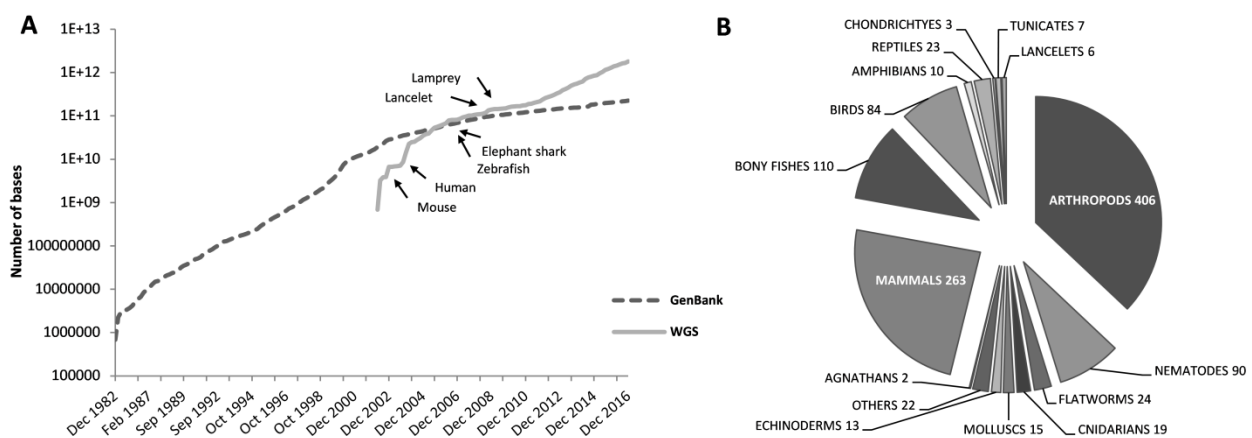 A
Number of bases
1E+13
1E+12
1E+11
1E+10
1E+09
100000000
10000000
1000000
100000
Dec 1982
Feb 1987
Sep 1989
Sep 1992
Oct 1994
Oct 1996
Oct 1998
Dec 2000
Dec 2002
Dec 2004
Dec 2006
Dec 2008
Dec 2010
Dec 2012
Dec 2014
Dec 2016
Lamprey
Lancelet
Elephant shark
Zebrafish
Human
Mouse
GenBank
WGS
B
CHONDRICHTYES 3
TUNICATES 7
REPTILES 23
LANCELETS 6
AMPHIBIANS 10
BIRDS 84
BONY FISHES 110
ARTHROPODS 406
MAMMALS 263
NEMATODES 90
AGNATHANS 2
FLATWORMS 24
OTHERS 22
CNIDARIANS 19
ECHINODERMS 13
MOLLUSCS 15